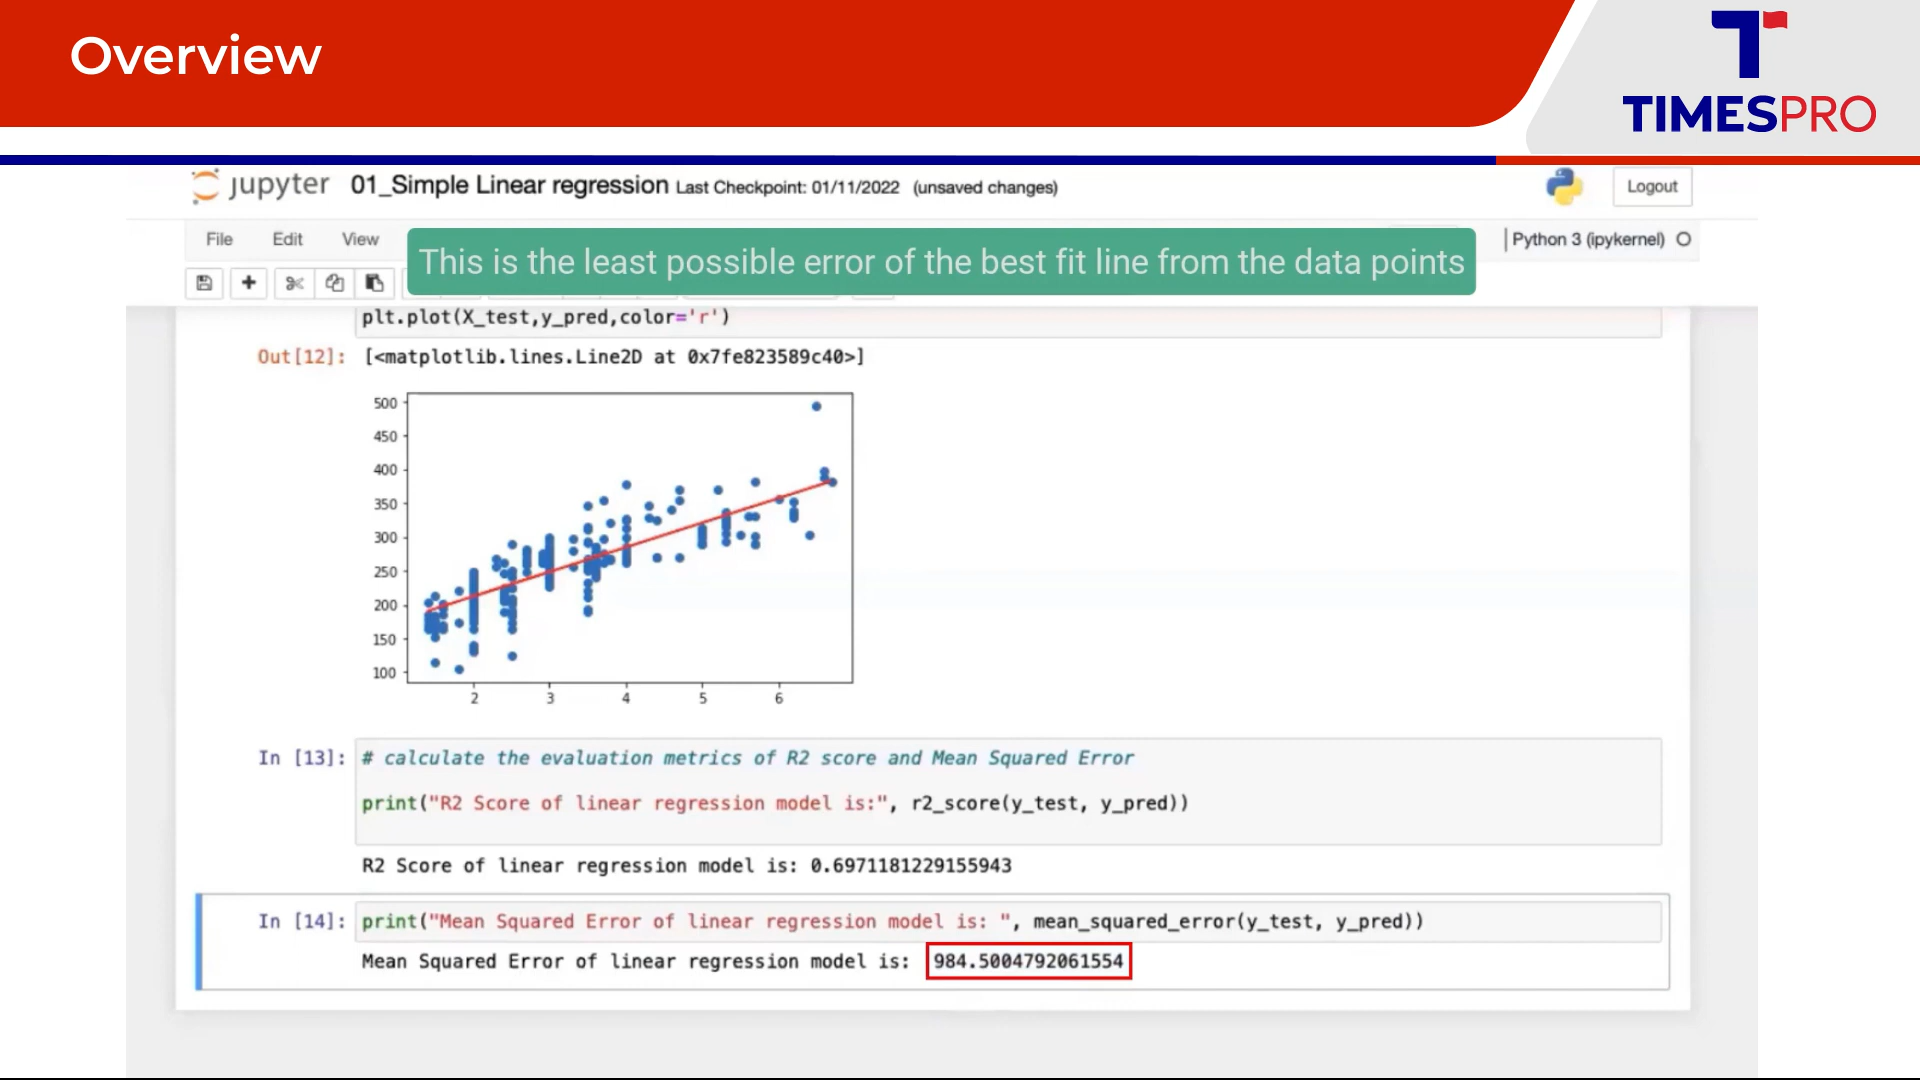 Overview
TIMESPRO
jupyter 01_Simple Linear regression Last Checkpoint: 01/11/2022 (unsaved changes)
Logout
File Edit View
Python 3 (ipykernel)
This is the least possible error of the best fit line from the data points
plt.plot(X_test,y_pred,color='r')
Out[12]: [<matplotlib.lines.Line2D at 0x7fe823589c40>]
500
450
400
350
300
250
200
150
100
2 3 4 5 6
In [13]: # calculate the evaluation metrics of R2 score and Mean Squared Error
print("R2 Score of linear regression model is:", r2_score(y_test, y_pred))
R2 Score of linear regression model is: 0.6971181229155943
In [14]: print("Mean Squared Error of linear regression model is: ", mean_squared_error(y_test, y_pred))
Mean Squared Error of linear regression model is: 984.5004792061554